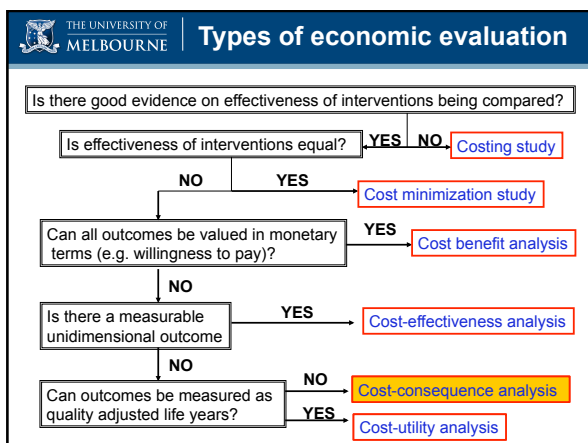 THE UNIVERSITY OF
MELBOURNE
Types of economic evaluation
Is there good evidence on effectiveness of interventions being compared?
Is effectiveness of interventions equal?
YES
NO
Costing study
NO
YES
Cost minimization study
Can all outcomes be valued in monetary
terms (e.g. willingness to pay)?
YES
Cost benefit analysis
NO
Is there a measurable
unidimensional outcome
YES
Cost-effectiveness analysis
NO
Can outcomes be measured as
quality adjusted life years?
NO
Cost-consequence analysis
YES
Cost-utility analysis